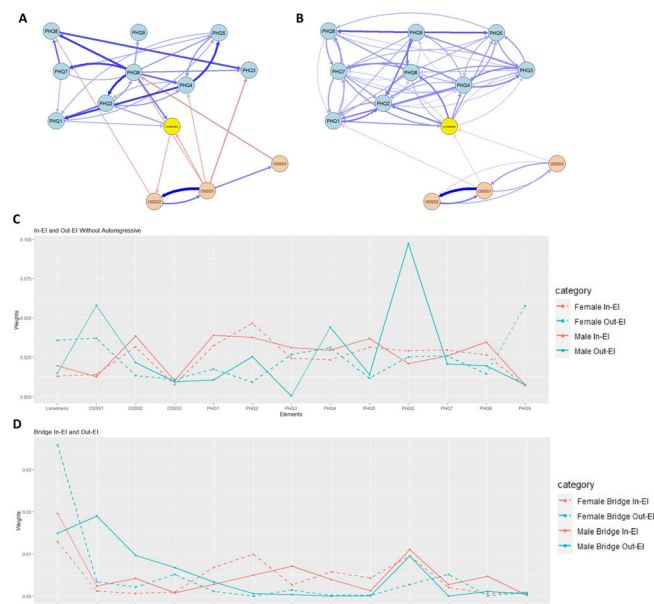 A
PHQ8
PHQ9
PHQ5
PHQ7
PHQ6
PHQ3
PHQ4
PHQ2
PHQ1
Loneliness
OSSS3
OSSS2
OSSS1
B
PHQ8
PHQ9
PHQ5
PHQ7
PHQ6
PHQ3
PHQ4
PHQ2
PHQ1
Loneliness
OSSS3
OSSS2
OSSS1
C
In-EI and Out-EI Without Autoregressive
0.100
0.075
0.050
0.025
0.000
Weights
Loneliness OSSS1 OSSS2 OSSS3 PHQ1 PHQ2 PHQ3 PHQ4 PHQ5 PHQ6 PHQ7 PHQ8 PHQ9
Elements
category
Female In-EI
Female Out-EI
Male In-EI
Male Out-EI
D
Bridge In-EI and Out-EI
0.03
0.02
0.01
0.00
Weights
category
Female Bridge In-EI
Female Bridge Out-EI
Male Bridge In-EI
Male Bridge Out-EI